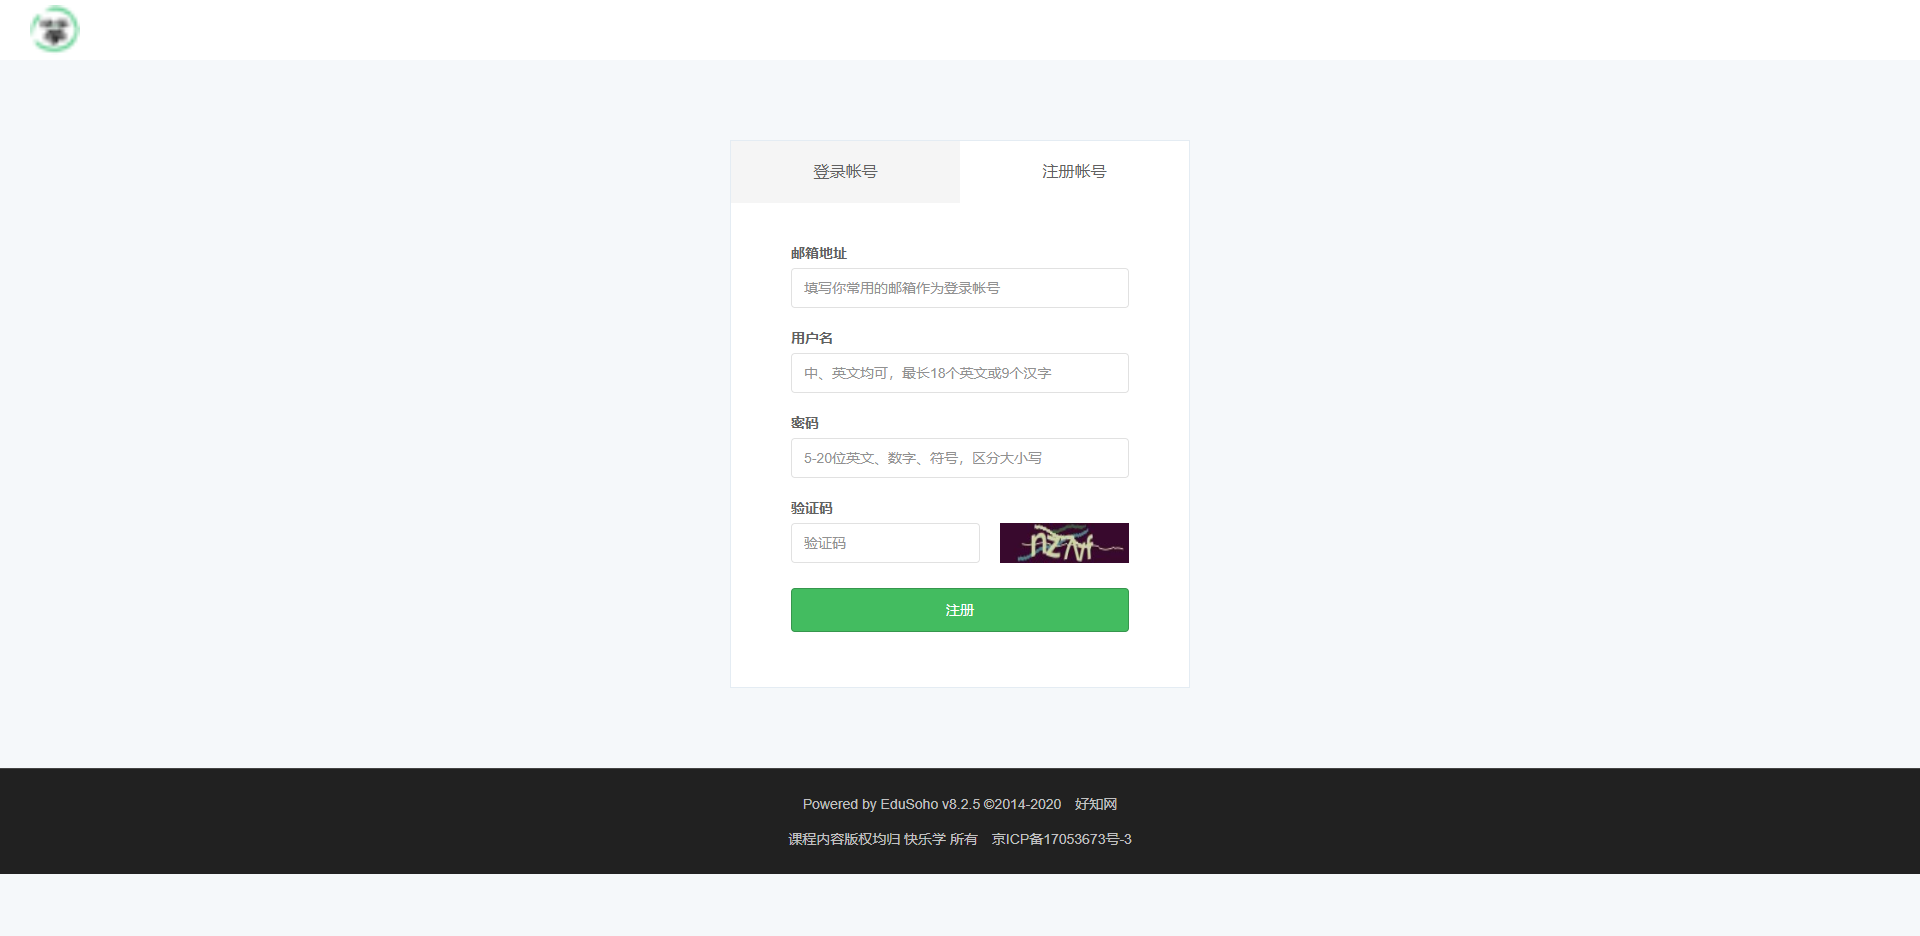 登录帐号
注册帐号
邮箱地址
填写你常用的邮箱作为登录帐号
用户名
中、英文均可，最长18个英文或9个汉字
密码
5-20位英文、数字、符号，区分大小写
验证码
验证码
注册
Powered by EduSoho v8.2.5 ©2014-2020 好知网
课程内容版权均归 快乐学 所有 京ICP备17053673号-3